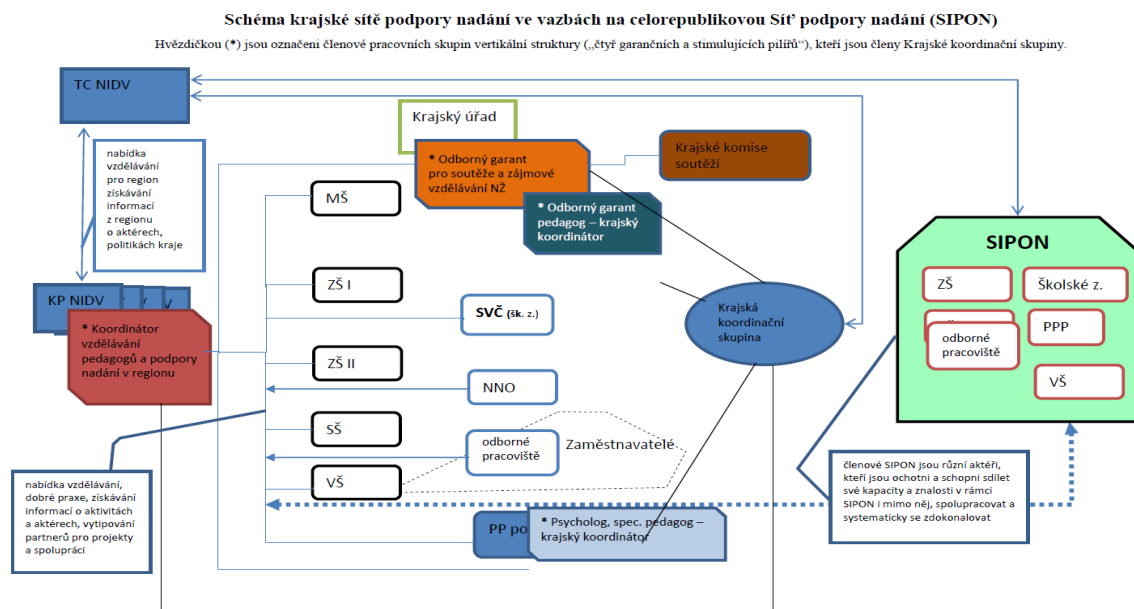 Schéma krajské sítě podpory nadání ve vazbách na celorepublikovou Síť podpory nadání (SIPON)
Hvězdičkou (*) jsou označeni členové pracovních skupin vertikální struktury („čtyř garančních a stimulujících pilířů“), kteří jsou členy Krajské koordinační skupiny.
TC NIDV
nabídka
vzdělávání
pro region
získávání
informací
z regionu
o aktérech,
politikách kraje
KP NIDV
V
V
* Koordinátor
vzdělávání
pedagogů a podpory
nadání v regionu
nabídka vzdělávání,
dobré praxe, získávání
informací o aktivitách
a aktérech, vytipování
partnerů pro projekty
a spolupráci
Krajský úřad
* Odborný garant
pro soutěže a zájmové
vzdělávání NŽ
* Odborný garant
pedagog – krajský
koordinátor
Krajské komise
soutěží
MŠ
ZŠ I
SVČ (šk. z.)
ZŠ II
NNO
SŠ
odborné
pracoviště
Zaměstnavatelé
VŠ
PP po
* Psycholog, spec. pedagog –
krajský koordinátor
Krajská
koordinační
skupina
SIPON
ZŠ
Školské z.
odborné
pracoviště
PPP
VŠ
členové SIPON jsou různí aktéři,
kteří jsou ochotni a schopni sdílet
své kapacity a znalosti v rámci
SIPON i mimo něj, spolupracovat a
systematicky se zdokonalovat